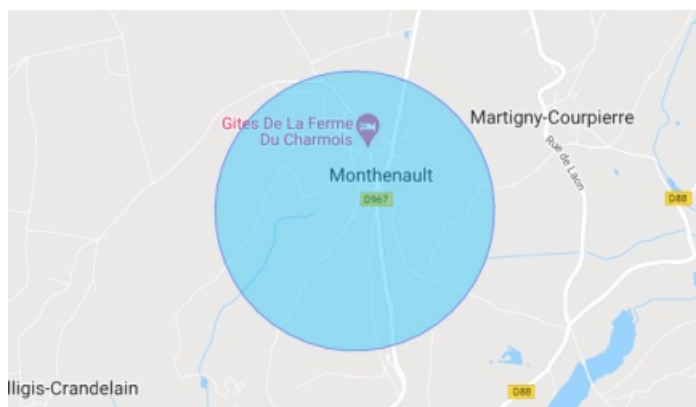 Gites De La Ferme
Du Charmois
Martigny-Courpierre
Rue de Laon
Monthenault
D967
D88
lligis-Crandelain
D88